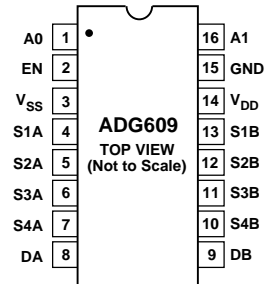 A0 1 16 A1
EN 2 15 GND
VSS 3 14 VDD
S1A 4 ADG609 13 S1B
S2A 5 TOP VIEW 12 S2B
(Not to Scale)
S3A 6 11 S3B
S4A 7 10 S4B
DA 8 9 DB